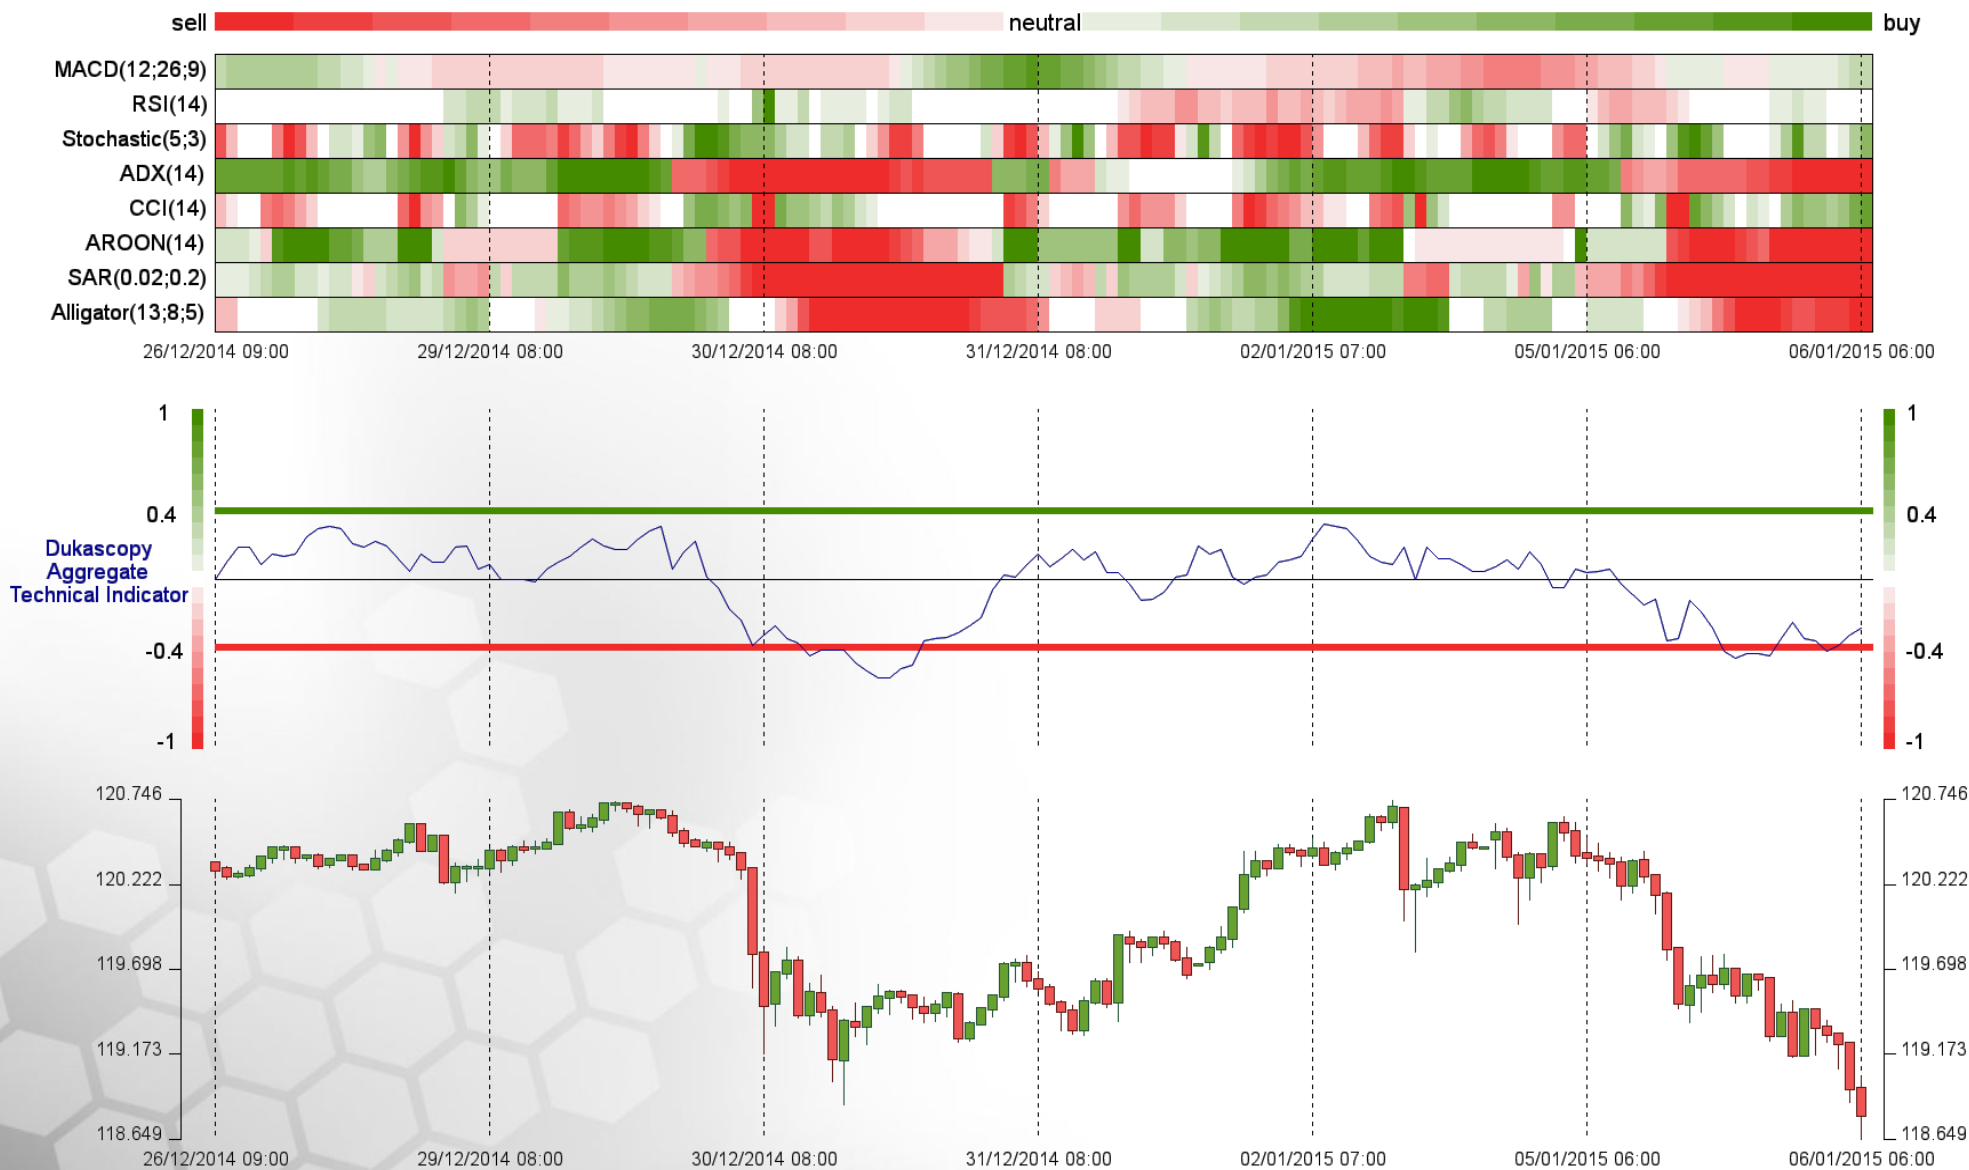 sell neutral buy
MACD(12;26;9)
RSI(14)
Stochastic(5;3)
ADX(14)
CCI(14)
AROON(14)
SAR(0.02;0.2)
Alligator(13;8;5)
26/12/2014 09:00 29/12/2014 08:00 30/12/2014 08:00 31/12/2014 08:00 02/01/2015 07:00 05/01/2015 06:00 06/01/2015 06:00
1 1
0.4 0.4
Dukascopy
Aggregate
Technical Indicator
-0.4 -0.4
-1 -1
120.746 120.746
120.222 120.222
119.698 119.698
119.173 119.173
118.649 118.649
26/12/2014 09:00 29/12/2014 08:00 30/12/2014 08:00 31/12/2014 08:00 02/01/2015 07:00 05/01/2015 06:00 06/01/2015 06:00